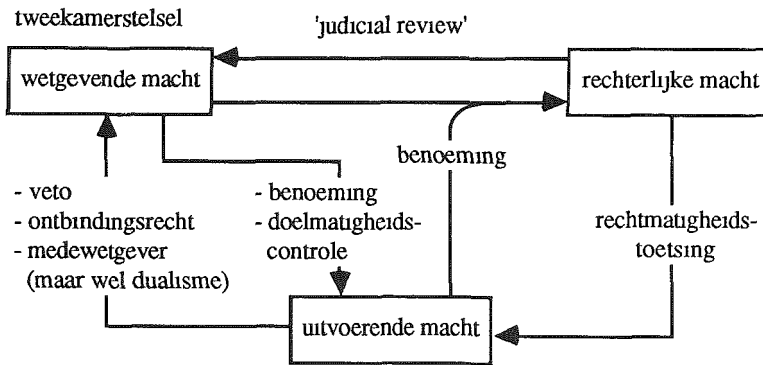 tweekamerstelsel
'judicial review'
wetgevende macht
rechterlijke macht
benoeming
- veto
- ontbindingsrecht
- medewetgever
(maar wel dualisme)
- benoeming
- doelmatigheids-
controle
rechtmatigheids-
toetsing
uitvoerende macht